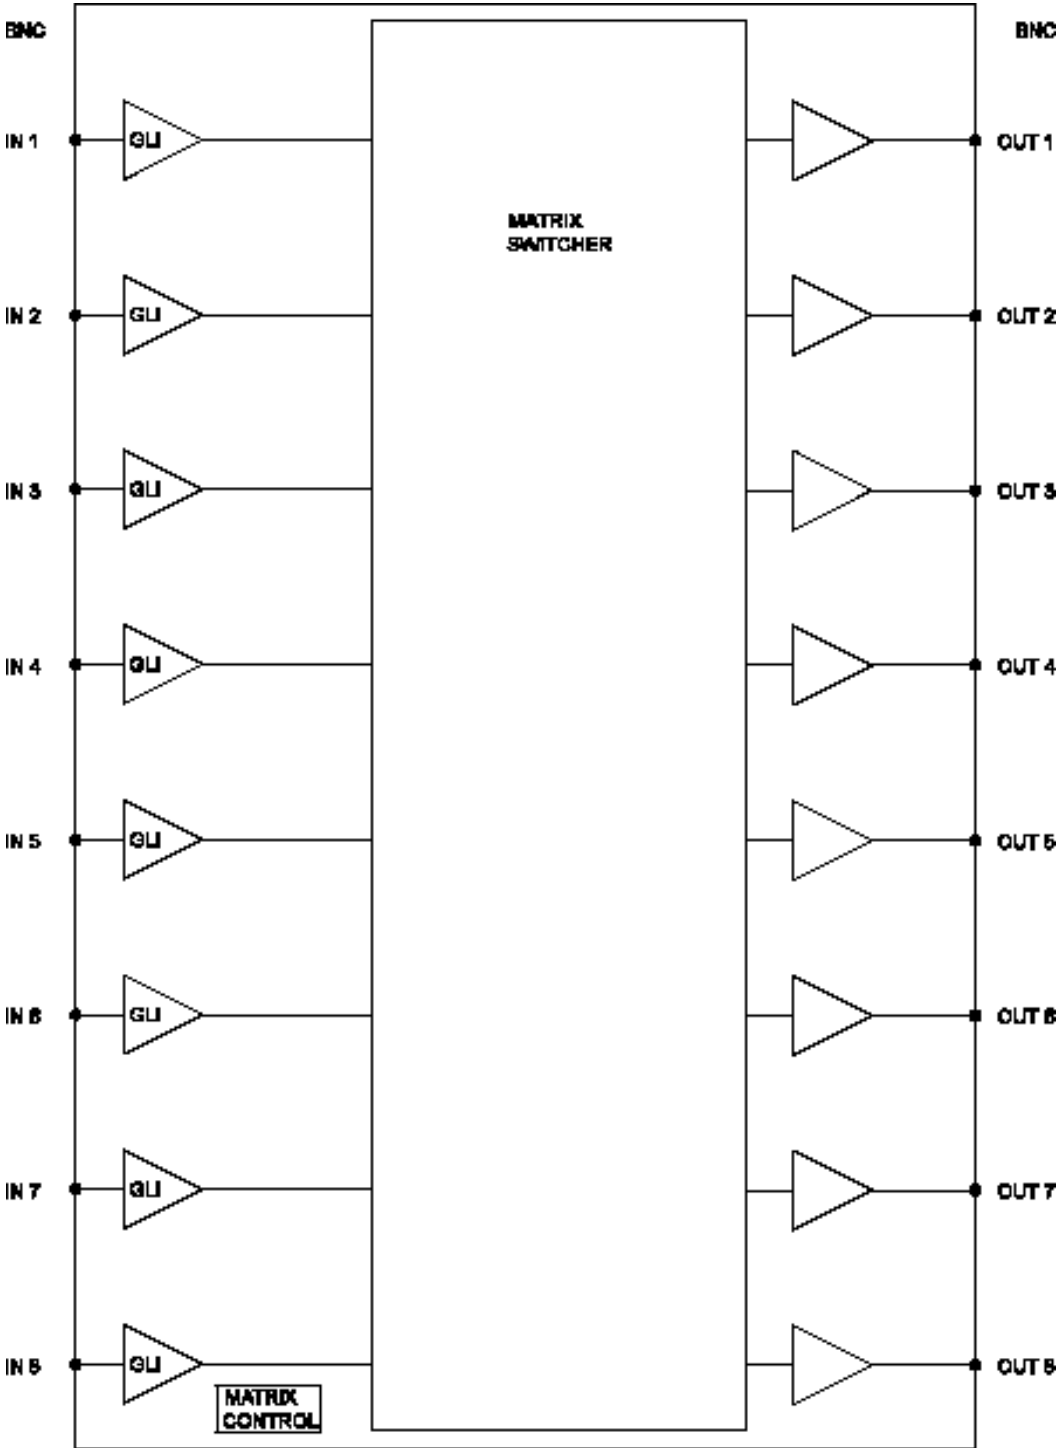 BNC BNC
IN 1 GLI OUT 1
MATRIX
SWITCHER
IN 2 GLI OUT 2
IN 3 GLI OUT 3
IN 4 GLI OUT 4
IN 5 GLI OUT 5
IN 6 GLI OUT 6
IN 7 GLI OUT 7
IN 8 GLI OUT 8
MATRIX
CONTROL